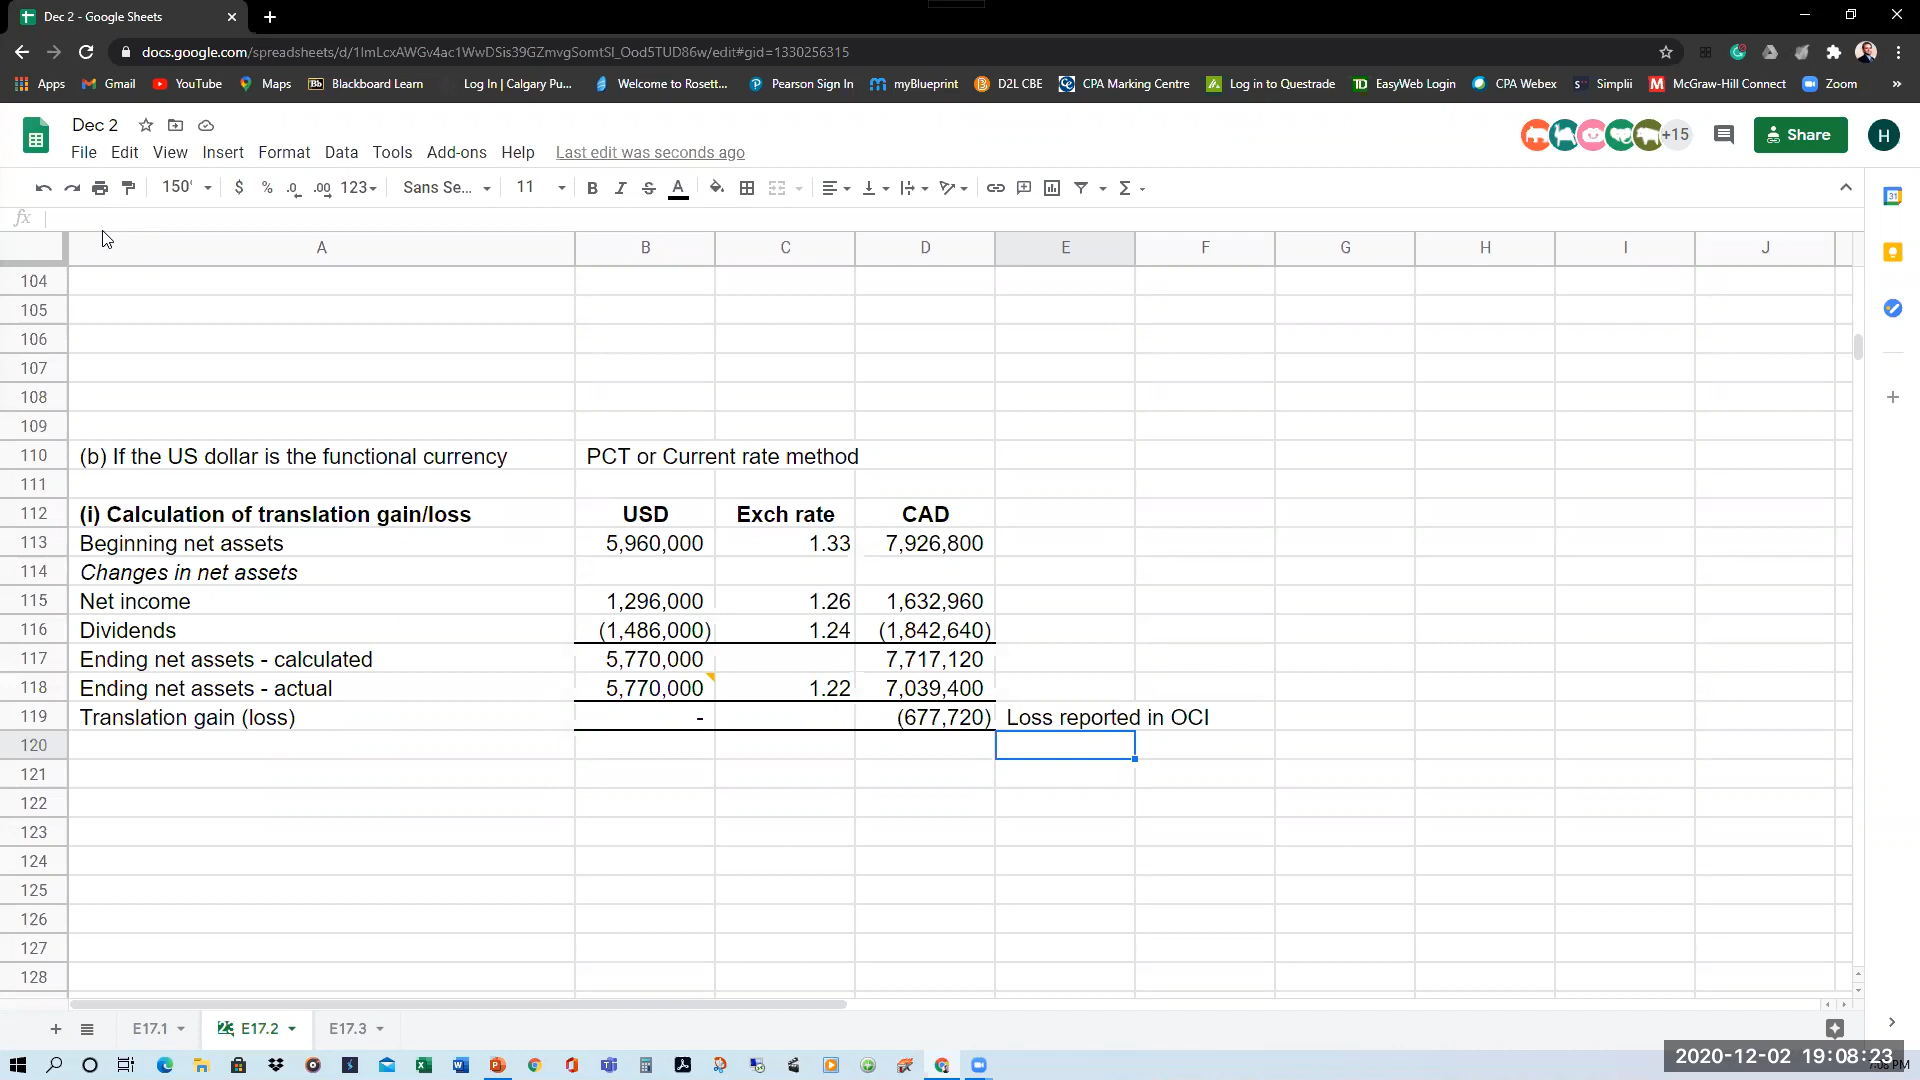 Dec 2 - Google Sheets
docs.google.com/spreadsheets/d/1ImLcxAWGv4ac1WwDSis39GZmvgSomtSl_Ood5TUD86w/edit#gid=1330256315
Apps Gmail YouTube Maps Bb Blackboard Learn Log In | Calgary Pu... Welcome to Rosett... Pearson Sign In myBlueprint D2L CBE CPA Marking Centre Log in to Questrade TD EasyWeb Login CPA Webex Simplii McGraw-Hill Connect Zoom »
Dec 2
+15 Share H
File Edit View Insert Format Data Tools Add-ons Help Last edit was seconds ago
$ % .0 .00 123 Sans Se... 11 B I S A Σ
fx
A B C D E F G H I J
104
105
106
107
108
109
110 (b) If the US dollar is the functional currency PCT or Current rate method
111
112 (i) Calculation of translation gain/loss USD Exch rate CAD
113 Beginning net assets 5,960,000 1.33 7,926,800
114 Changes in net assets
115 Net income 1,296,000 1.26 1,632,960
116 Dividends (1,486,000) 1.24 (1,842,640)
117 Ending net assets - calculated 5,770,000 7,717,120
118 Ending net assets - actual 5,770,000 1.22 7,039,400
119 Translation gain (loss) - (677,720) Loss reported in OCI
120
121
122
123
124
125
126
127
128
E17.1 E17.2 E17.3
2020-12-02 19:08:23